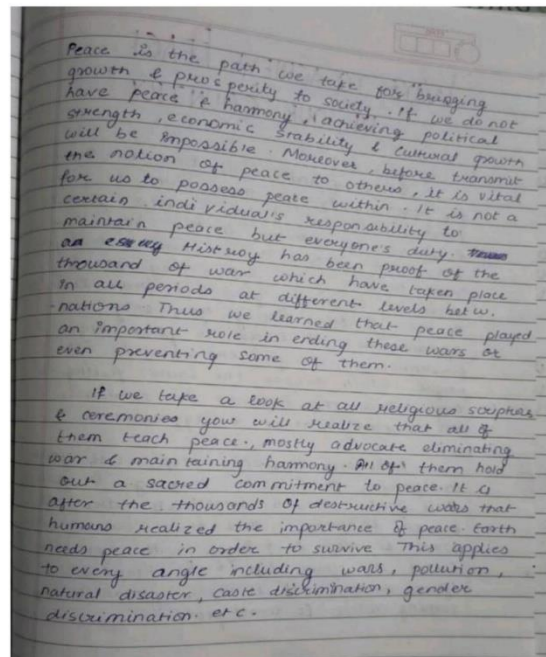 Peace is the path we take for bringing
growth & prosperity to society. If we do not
have peace & harmony, achieving political
strength, economic stability & cultural growth
will be impossible. Moreover, before transmit
the notion of peace to others, it is vital
for us to possess peace within. It is not a
certain individual's responsibility to
maintain peace but everyone's duty.
Histroy has been proof of the
thousand of war which have taken place
in all periods at different levels betw.
nations Thus we learned that peace played
an important role in ending these wars or
even preventing some of them.
If we take a look at all religious scriptures
& ceremonies you will realize that all of
them teach peace., mostly advocate eliminating
war & maintaining harmony. All of them hold
out a sacred commitment to peace. It is
after the thousands of destructive wars that
humans realized the importance of peace. Earth
needs peace in order to survive This applies
to every angle including wars, pollution,
natural disaster, caste discrimination, gender
discrimination. etc.